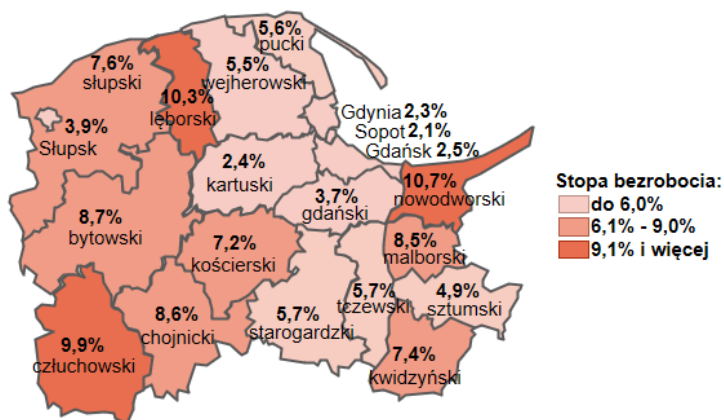 5,6%
pucki
7,6%
słupski
5,5%
wejherowski
10,3%
lęborski
Gdynia 2,3%
Sopot 2,1%
Gdańsk 2,5%
3,9%
Słupsk
2,4%
kartuski
3,7%
gdański
10,7%
nowodworski
Stopa bezrobocia:
do 6,0%
6,1% - 9,0%
9,1% i więcej
8,7%
bytowski
7,2%
kościerski
8,5%
malborski
4,9%
sztumski
5,7%
tczewski
5,7%
starogardzki
8,6%
chojnicki
9,9%
człuchowski
7,4%
kwidzyński